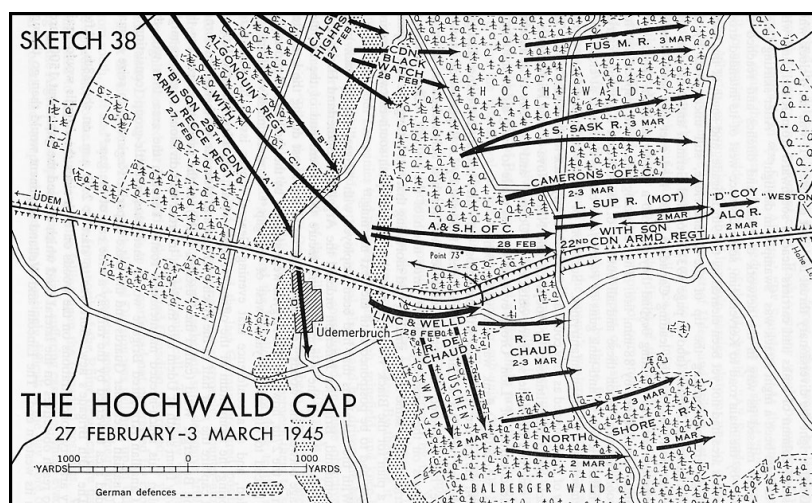 SKETCH 38
CALG
HIGHRS
27 FEB
CDN
BLACK
WATCH
28 FEB
FUS M. R. 3 MAR
HOCHWALD
ALGONQUIN REGT
WITH
"B" SQN 29TH CDN
ARMD RECCE REGT
27 FEB
"B"
"C"
"A"
S. SASK R. 3 MAR
CAMERONS OF C.
2-3 MAR
L. SUP R. (MOT)
2 MAR
WITH SQN
22ND CDN ARMD REGT
"D" COY
ALQ R.
2 MAR
"WESTON"
ÜDEM
A. & S.H. OF C.
28 FEB
Point 73
LINC & WELLD
28 FEB
Üdemerbruch
R. DE
CHAUD
R. DE
CHAUD
2-3 MAR
TÜSCHEN
WALD
2 MAR
NORTH SHORE R.
3 MAR
3 MAR
2 MAR
BALBERGER WALD
THE HOCHWALD GAP
27 FEBRUARY-3 MARCH 1945
1000 0 1000
YARDS YARDS
German defences